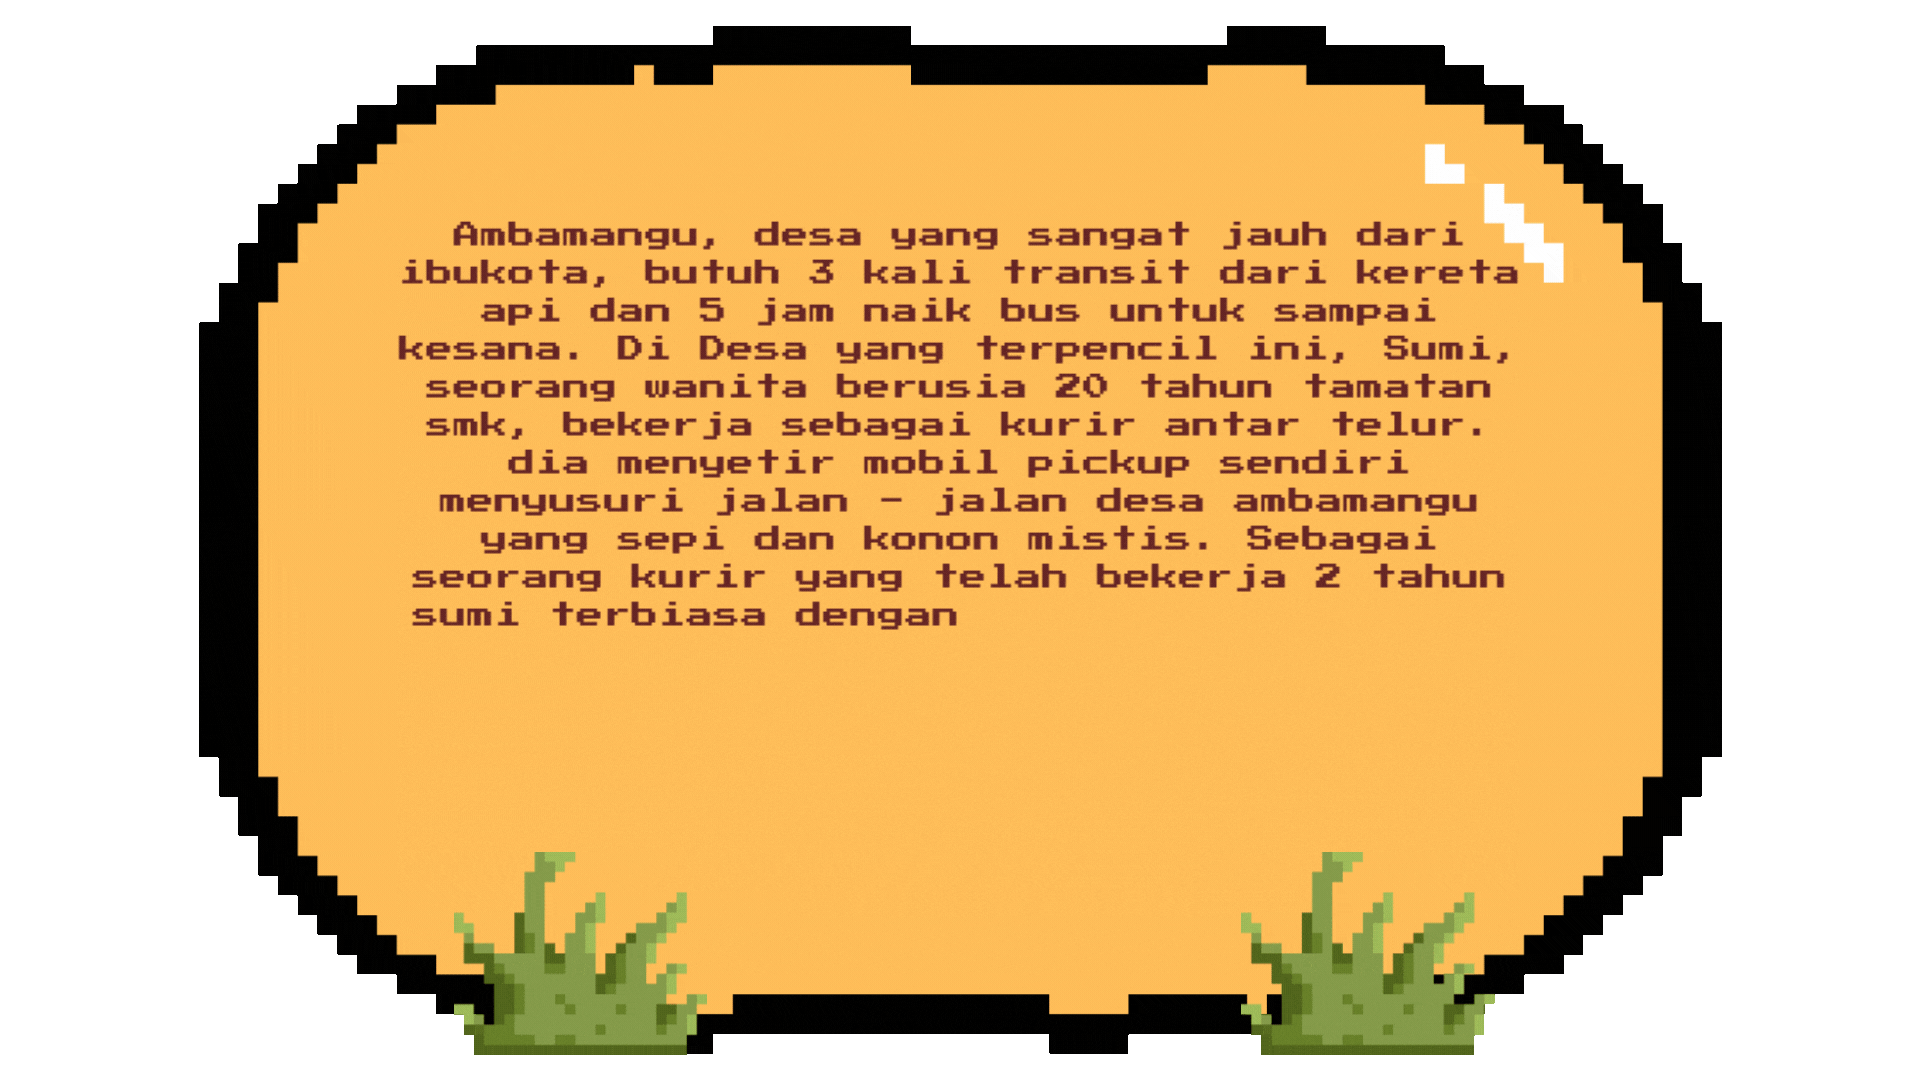 Ambamangu, desa yang sangat jauh dari
ibukota, butuh 3 kali transit dari kereta
api dan 5 jam naik bus untuk sampai
kesana. Di Desa yang terpencil ini, Sumi,
seorang wanita berusia 20 tahun tamatan
smk, bekerja sebagai kurir antar telur.
dia menyetir mobil pickup sendiri
menyusuri jalan - jalan desa ambamangu
yang sepi dan konon mistis. Sebagai
seorang kurir yang telah bekerja 2 tahun
sumi terbiasa dengan